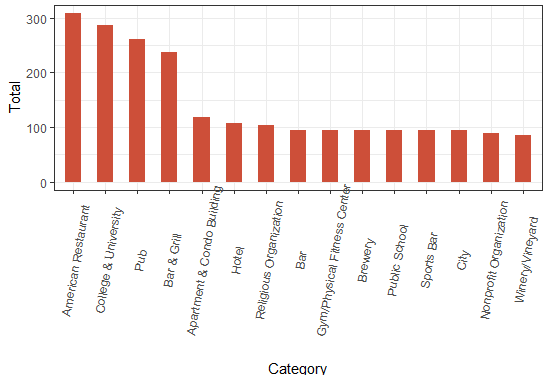 300
200
100
0
Total
American Restaurant
College & University
Pub
Bar & Grill
Apartment & Condo Building
Hotel
Religious Organization
Bar
Gym/Physical Fitness Center
Brewery
Public School
Sports Bar
City
Nonprofit Organization
Winery/Vineyard
Category